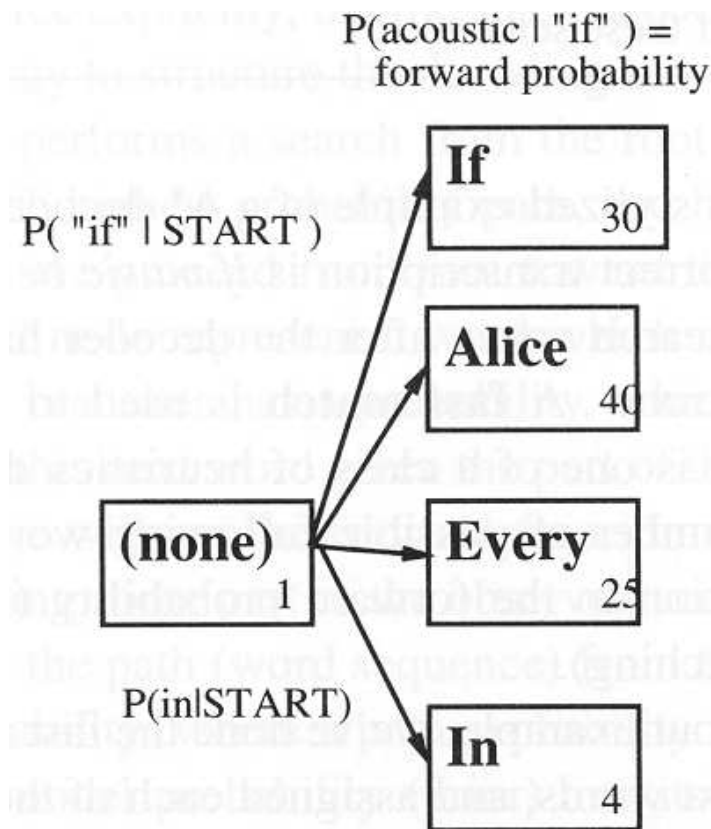 P(acoustic | "if" ) =
forward probability
If
30
P( "if" | START )
Alice
40
(none)
1
Every
25
P(in|START)
In
4